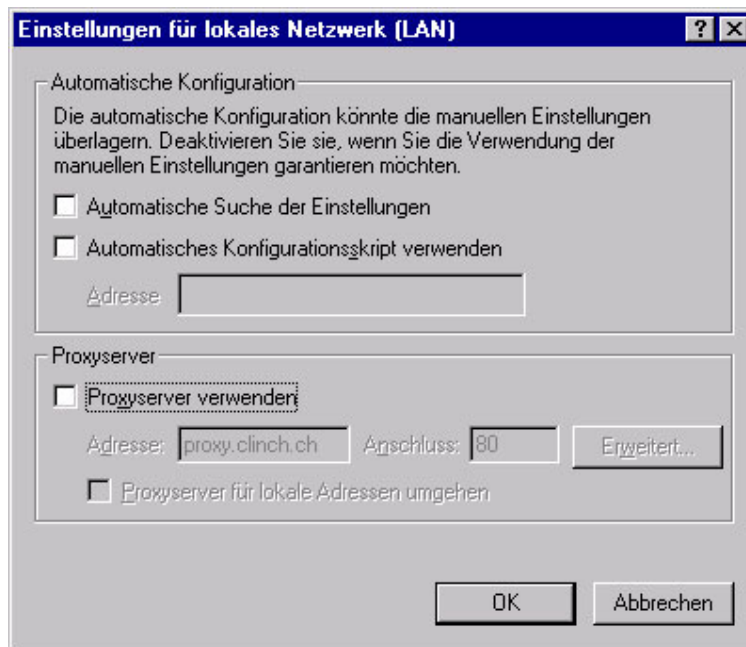 Einstellungen für lokales Netzwerk (LAN)
Automatische Konfiguration
Die automatische Konfiguration könnte die manuellen Einstellungen
überlagern. Deaktivieren Sie sie, wenn Sie die Verwendung der
manuellen Einstellungen garantieren möchten.
Automatische Suche der Einstellungen
Automatisches Konfigurationsskript verwenden
Adresse
Proxyserver
Proxyserver verwenden
Adresse: proxy.clinch.ch Anschluss: 80 Erweitert...
Proxyserver für lokale Adressen umgehen
OK Abbrechen